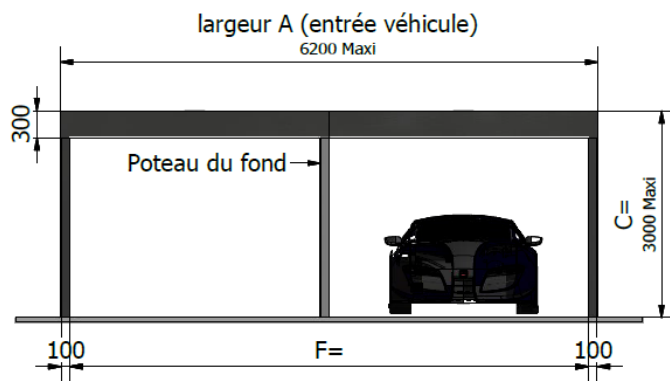 largeur A (entrée véhicule)
6200 Maxi
300
Poteau du fond
C=
3000 Maxi
100
F=
100